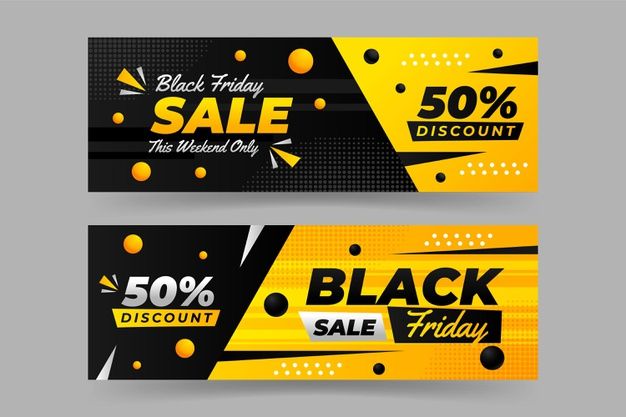 Black Friday
SALE
This Weekend Only
50%
DISCOUNT
50%
DISCOUNT
BLACK
SALE Friday